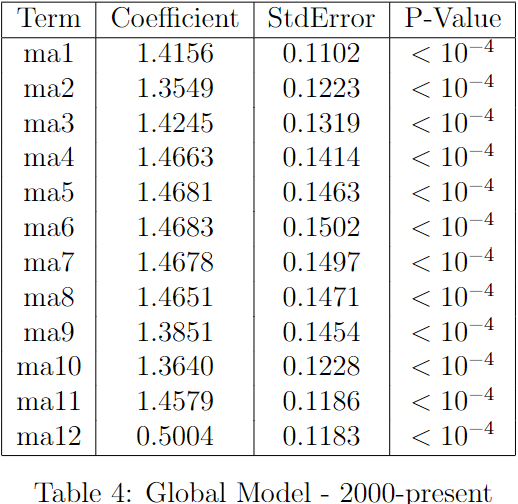 Term Coefficient StdError P-Value
ma1 1.4156 0.1102 < 10⁻⁴
ma2 1.3549 0.1223 < 10⁻⁴
ma3 1.4245 0.1319 < 10⁻⁴
ma4 1.4663 0.1414 < 10⁻⁴
ma5 1.4681 0.1463 < 10⁻⁴
ma6 1.4683 0.1502 < 10⁻⁴
ma7 1.4678 0.1497 < 10⁻⁴
ma8 1.4651 0.1471 < 10⁻⁴
ma9 1.3851 0.1454 < 10⁻⁴
ma10 1.3640 0.1228 < 10⁻⁴
ma11 1.4579 0.1186 < 10⁻⁴
ma12 0.5004 0.1183 < 10⁻⁴
Table 4: Global Model - 2000-present